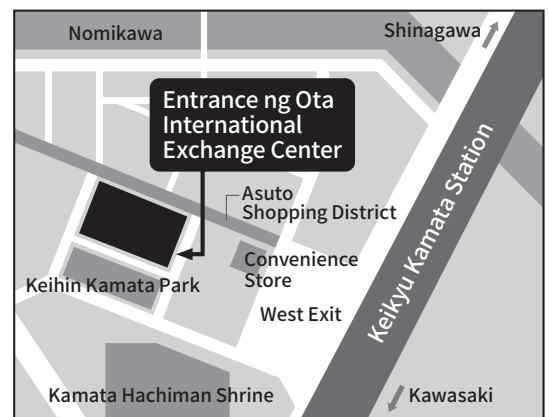 Nomikawa
Shinagawa
Entrance ng Ota
International
Exchange Center
Asuto
Shopping District
Keikyu Kamata Station
Convenience
Store
Keihin Kamata Park
West Exit
Kamata Hachiman Shrine
Kawasaki